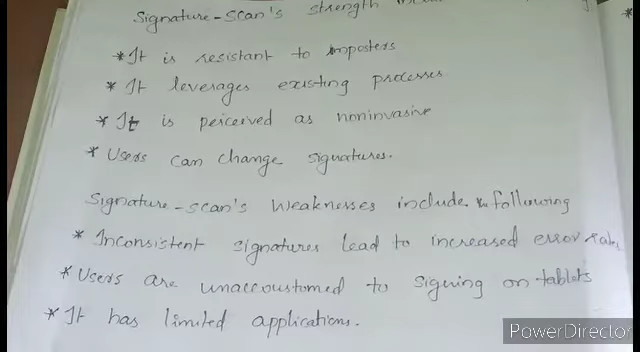 Signature-scan's strength
* It is resistant to imposters
* It leverages existing processes
* It is perceived as noninvasive
* Users can change signatures.
Signature-scan's weaknesses include the following
* Inconsistent signatures lead to increased error rates
* Users are unaccustomed to signing on tablets
* It has limited applications.
PowerDirector